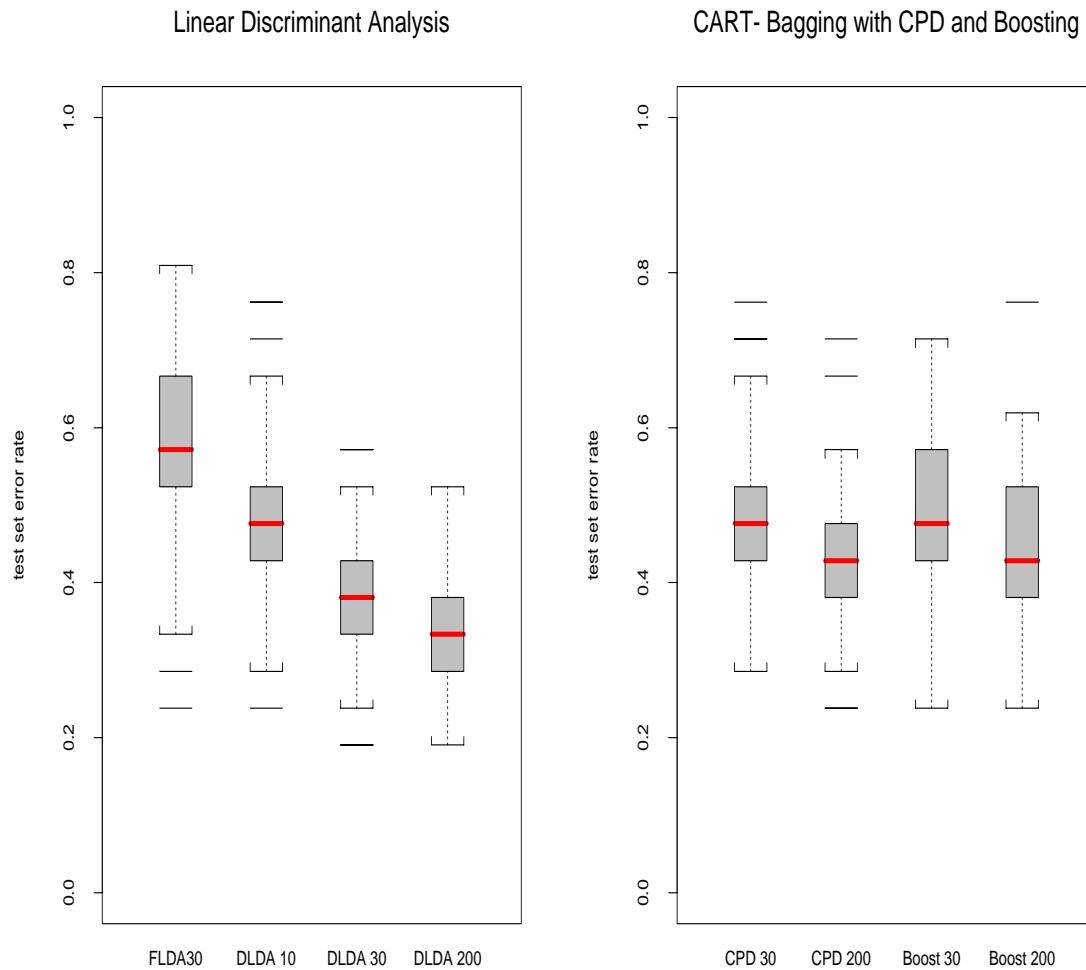 Linear Discriminant Analysis
test set error rate
1.0
0.8
0.6
0.4
0.2
0.0
FLDA30 DLDA 10 DLDA 30 DLDA 200
CART- Bagging with CPD and Boosting
test set error rate
1.0
0.8
0.6
0.4
0.2
0.0
CPD 30 CPD 200 Boost 30 Boost 200